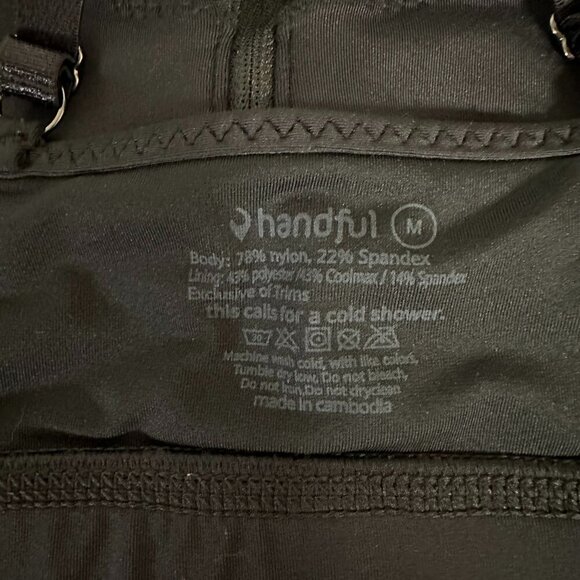 handful M
Body: 78% nylon, 22% Spandex
Lining: 43% polyester /43% Coolmax / 14% Spandex
Exclusive of Trims
this calls for a cold shower.
30
Machine wash cold, with like colors,
Tumble dry low, Do not bleach,
Do not Iron,Do not dryclean
made in cambodia